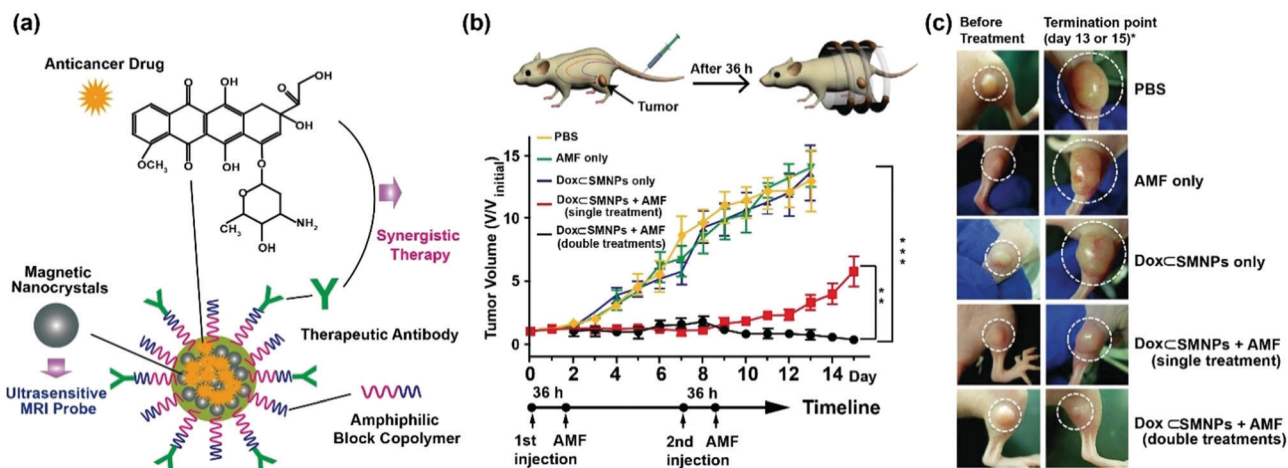 (a)
Anticancer Drug
O
OH
O
OH
OH
OH
OCH3
O
OH
O
O
CH3
NH2
OH
Synergistic
Therapy
Magnetic
Nanocrystals
Therapeutic Antibody
Ultrasensitive
MRI Probe
Amphiphilic
Block Copolymer
(b)
After 36 h
Tumor
PBS
AMF only
Dox⊂SMNPs only
Dox⊂SMNPs + AMF
(single treatment)
Dox⊂SMNPs + AMF
(double treatments)
Tumor Volume (V/Vinitial)
15
10
5
0
***
**
0 2 4 6 8 10 12 14 Day
36 h
36 h
Timeline
1st
injection
AMF
2nd
injection
AMF
(c)
Before
Treatment
Termination point
(day 13 or 15)*
PBS
AMF only
Dox⊂SMNPs only
Dox⊂SMNPs + AMF
(single treatment)
Dox ⊂SMNPs + AMF
(double treatments)